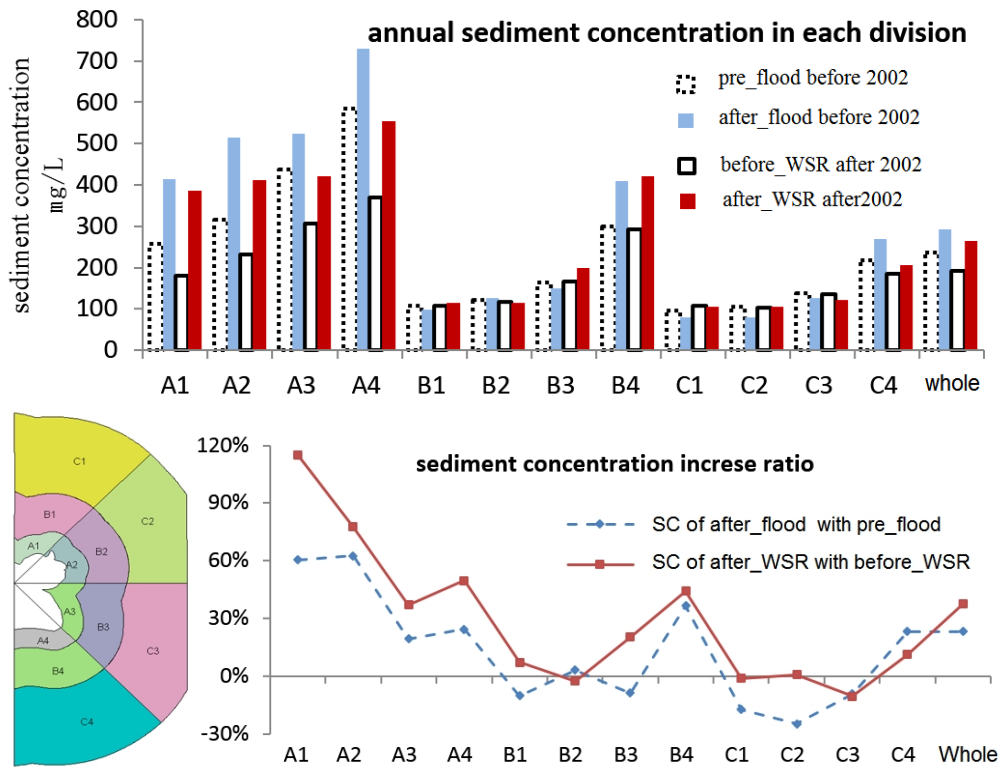 annual sediment concentration in each division
sediment concentration
mg/L
800
700
600
500
400
300
200
100
0
pre_flood before 2002
after_flood before 2002
before_WSR after 2002
after_WSR after2002
A1 A2 A3 A4 B1 B2 B3 B4 C1 C2 C3 C4 whole
C1
C2
B1
B2
A1
A2
A3
B3
A4
C3
B4
C4
sediment concentration increse ratio
120%
90%
60%
30%
0%
-30%
SC of after_flood with pre_flood
SC of after_WSR with before_WSR
A1 A2 A3 A4 B1 B2 B3 B4 C1 C2 C3 C4 Whole